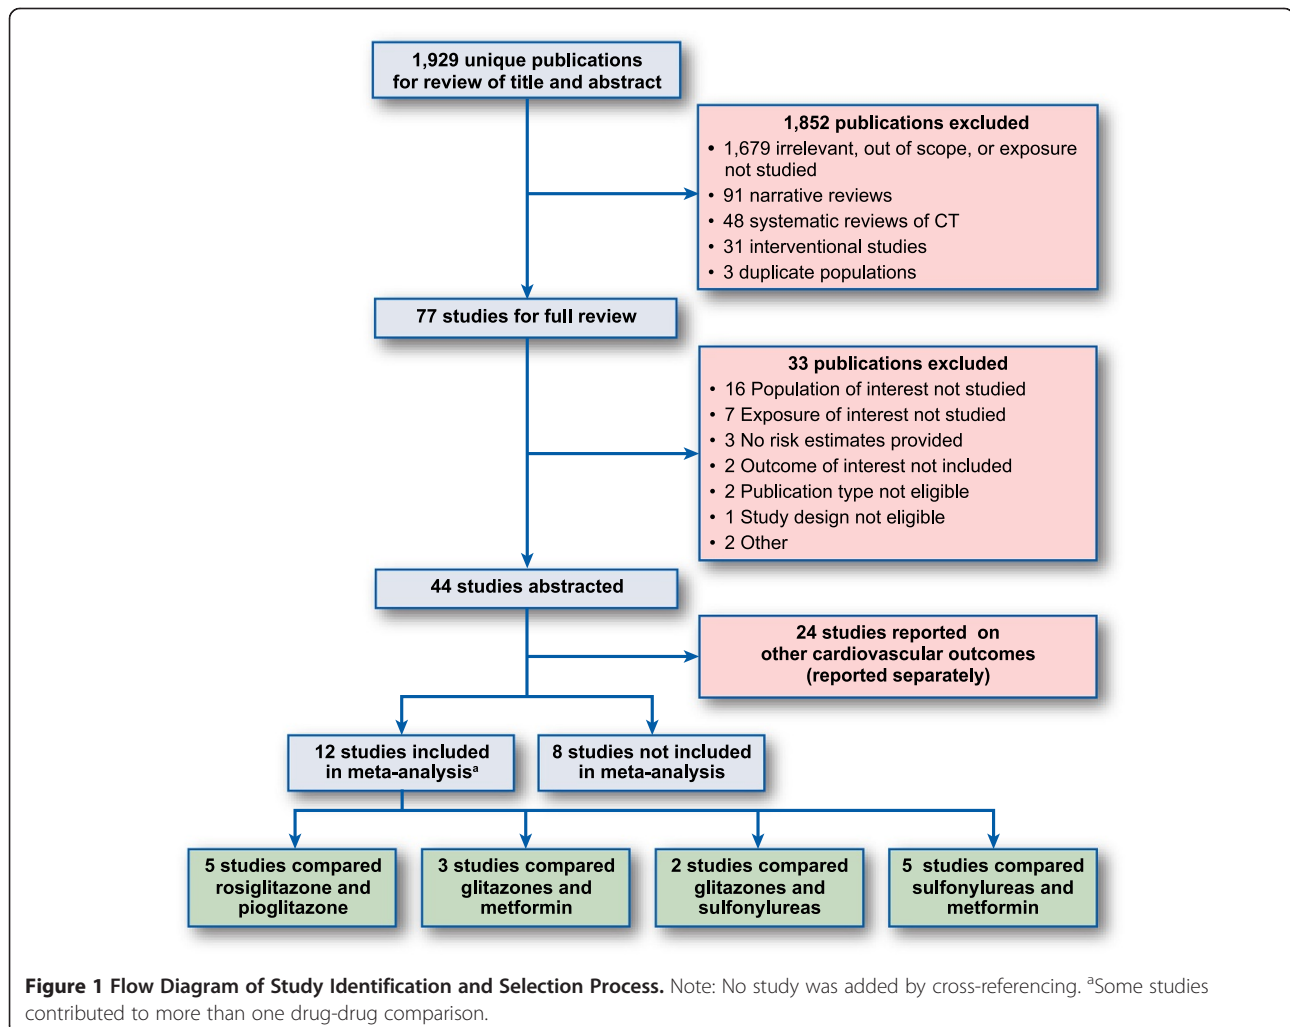 1,929 unique publications
for review of title and abstract
1,852 publications excluded
• 1,679 irrelevant, out of scope, or exposure
not studied
• 91 narrative reviews
• 48 systematic reviews of CT
• 31 interventional studies
• 3 duplicate populations
77 studies for full review
33 publications excluded
• 16 Population of interest not studied
• 7 Exposure of interest not studied
• 3 No risk estimates provided
• 2 Outcome of interest not included
• 2 Publication type not eligible
• 1 Study design not eligible
• 2 Other
44 studies abstracted
24 studies reported on
other cardiovascular outcomes
(reported separately)
12 studies included
in meta-analysisᵃ
8 studies not included
in meta-analysis
5 studies compared
rosiglitazone and
pioglitazone
3 studies compared
glitazones and
metformin
2 studies compared
glitazones and
sulfonylureas
5 studies compared
sulfonylureas and
metformin
Figure 1 Flow Diagram of Study Identification and Selection Process. Note: No study was added by cross-referencing. ᵃSome studies
contributed to more than one drug-drug comparison.